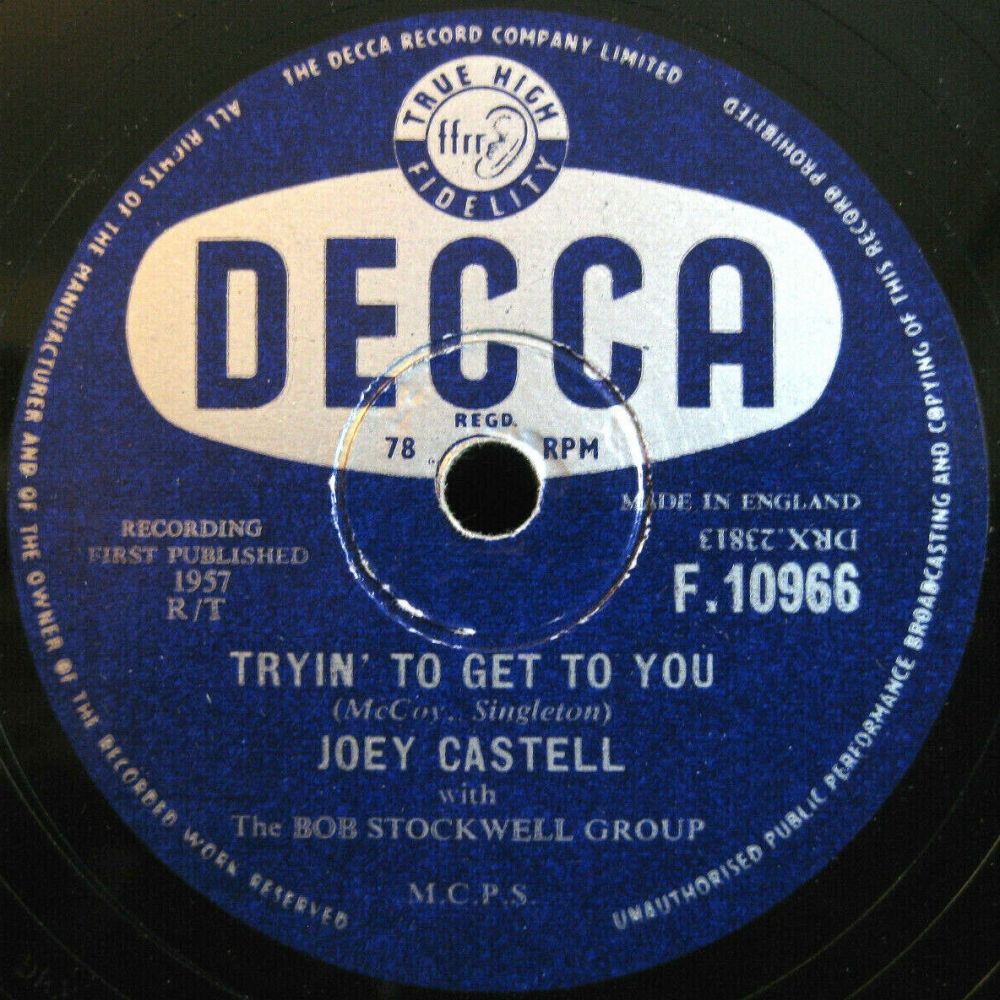 ALL RIGHTS OF THE MANUFACTURER AND OF THE OWNER OF THE RECORDED WORK RESERVED
THE DECCA RECORD COMPANY LIMITED
UNAUTHORISED PUBLIC PERFORMANCE BROADCASTING AND COPYING OF THIS RECORD PROHIBITED
TRUE HIGH
ffrr
FIDELITY
DECCA
REGD.
78 RPM
MADE IN ENGLAND
RECORDING
FIRST PUBLISHED
1957
R/T
DRX.23813
F.10966
TRYIN' TO GET TO YOU
(McCoy, Singleton)
JOEY CASTELL
with
The BOB STOCKWELL GROUP
M.C.P.S.